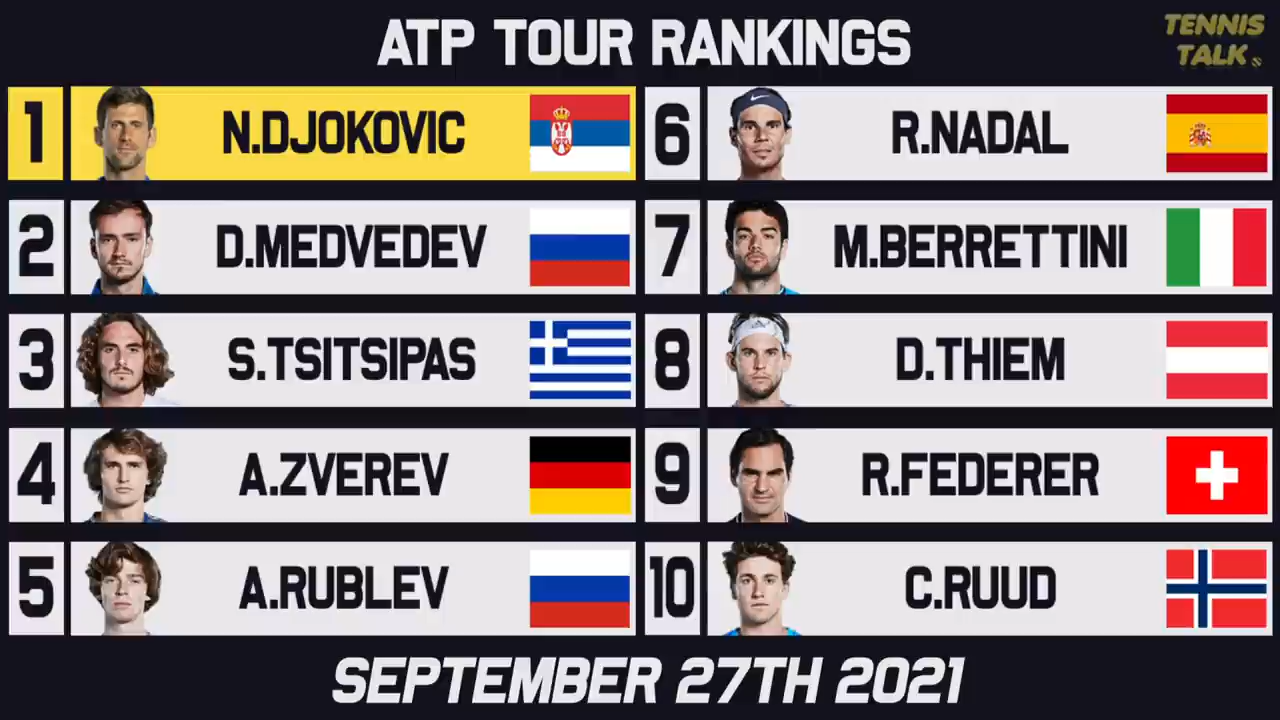 ATP TOUR RANKINGS
TENNIS
TALK.
1 N.DJOKOVIC
2 D.MEDVEDEV
3 S.TSITSIPAS
4 A.ZVEREV
5 A.RUBLEV
6 R.NADAL
7 M.BERRETTINI
8 D.THIEM
9 R.FEDERER
10 C.RUUD
SEPTEMBER 27TH 2021